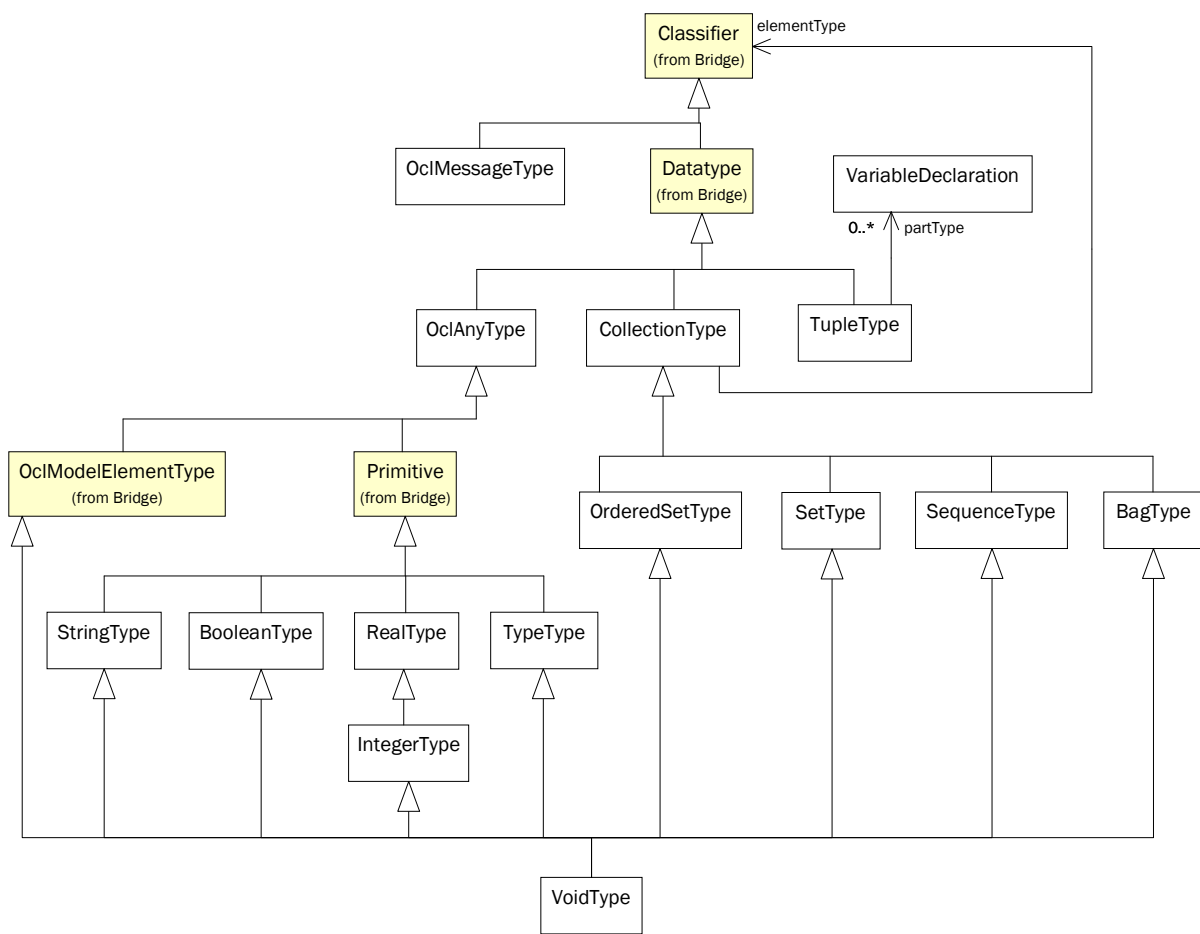 Classifier
(from Bridge)
elementType
OclMessageType
Datatype
(from Bridge)
VariableDeclaration
0..*
partType
OclAnyType
CollectionType
TupleType
OclModelElementType
(from Bridge)
Primitive
(from Bridge)
OrderedSetType
SetType
SequenceType
BagType
StringType
BooleanType
RealType
TypeType
IntegerType
VoidType